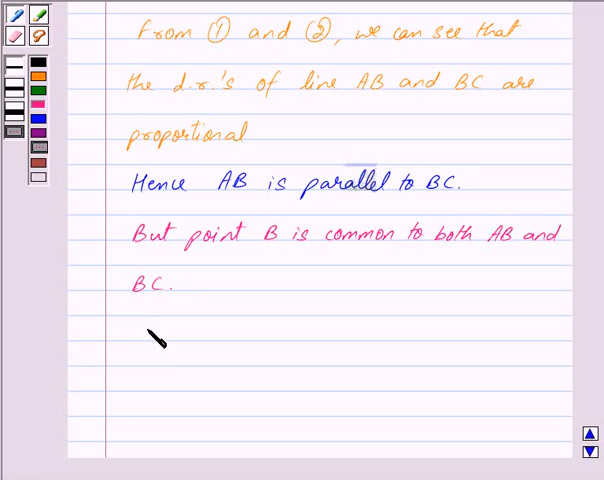 From ① and ②, we can see that
the d.r.'s of line AB and BC are
proportional
Hence AB is parallel to BC.
But point B is common to both AB and
BC.